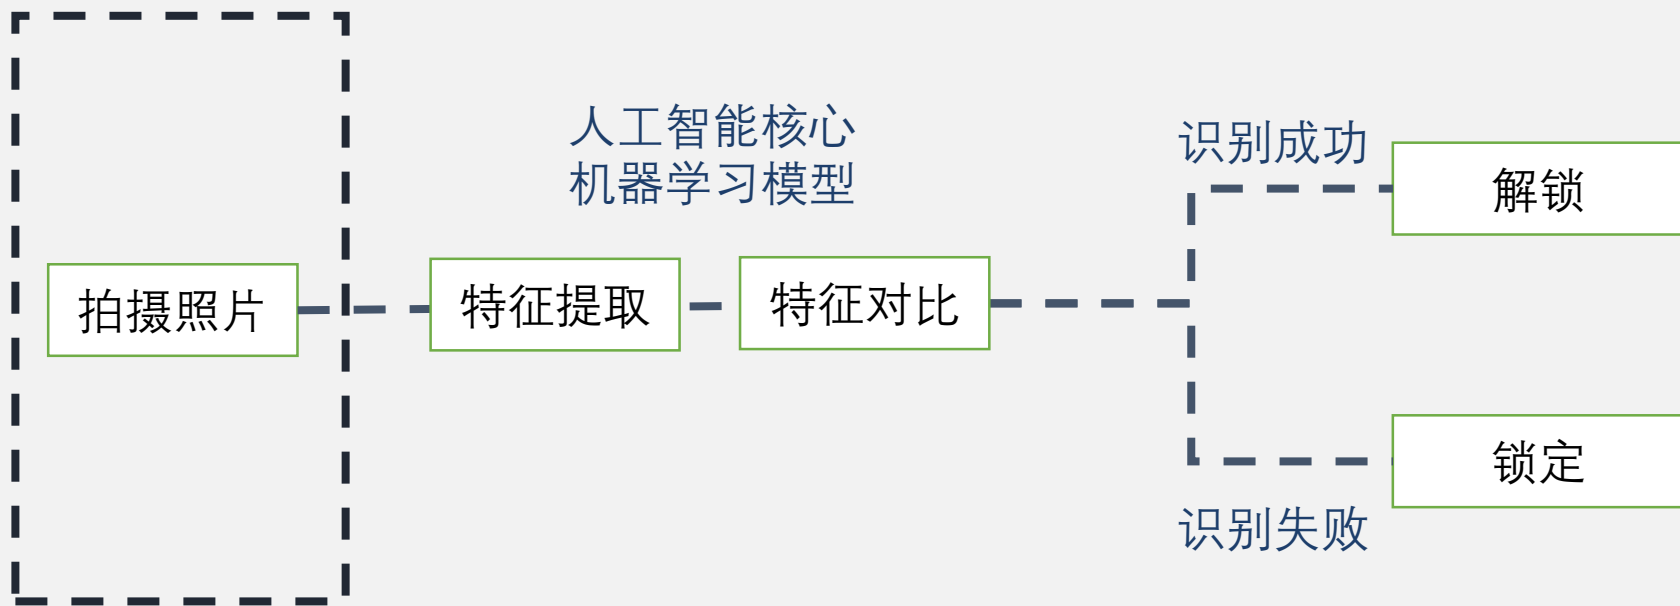 人工智能核心
机器学习模型
识别成功
解锁
拍摄照片
特征提取
特征对比
锁定
识别失败